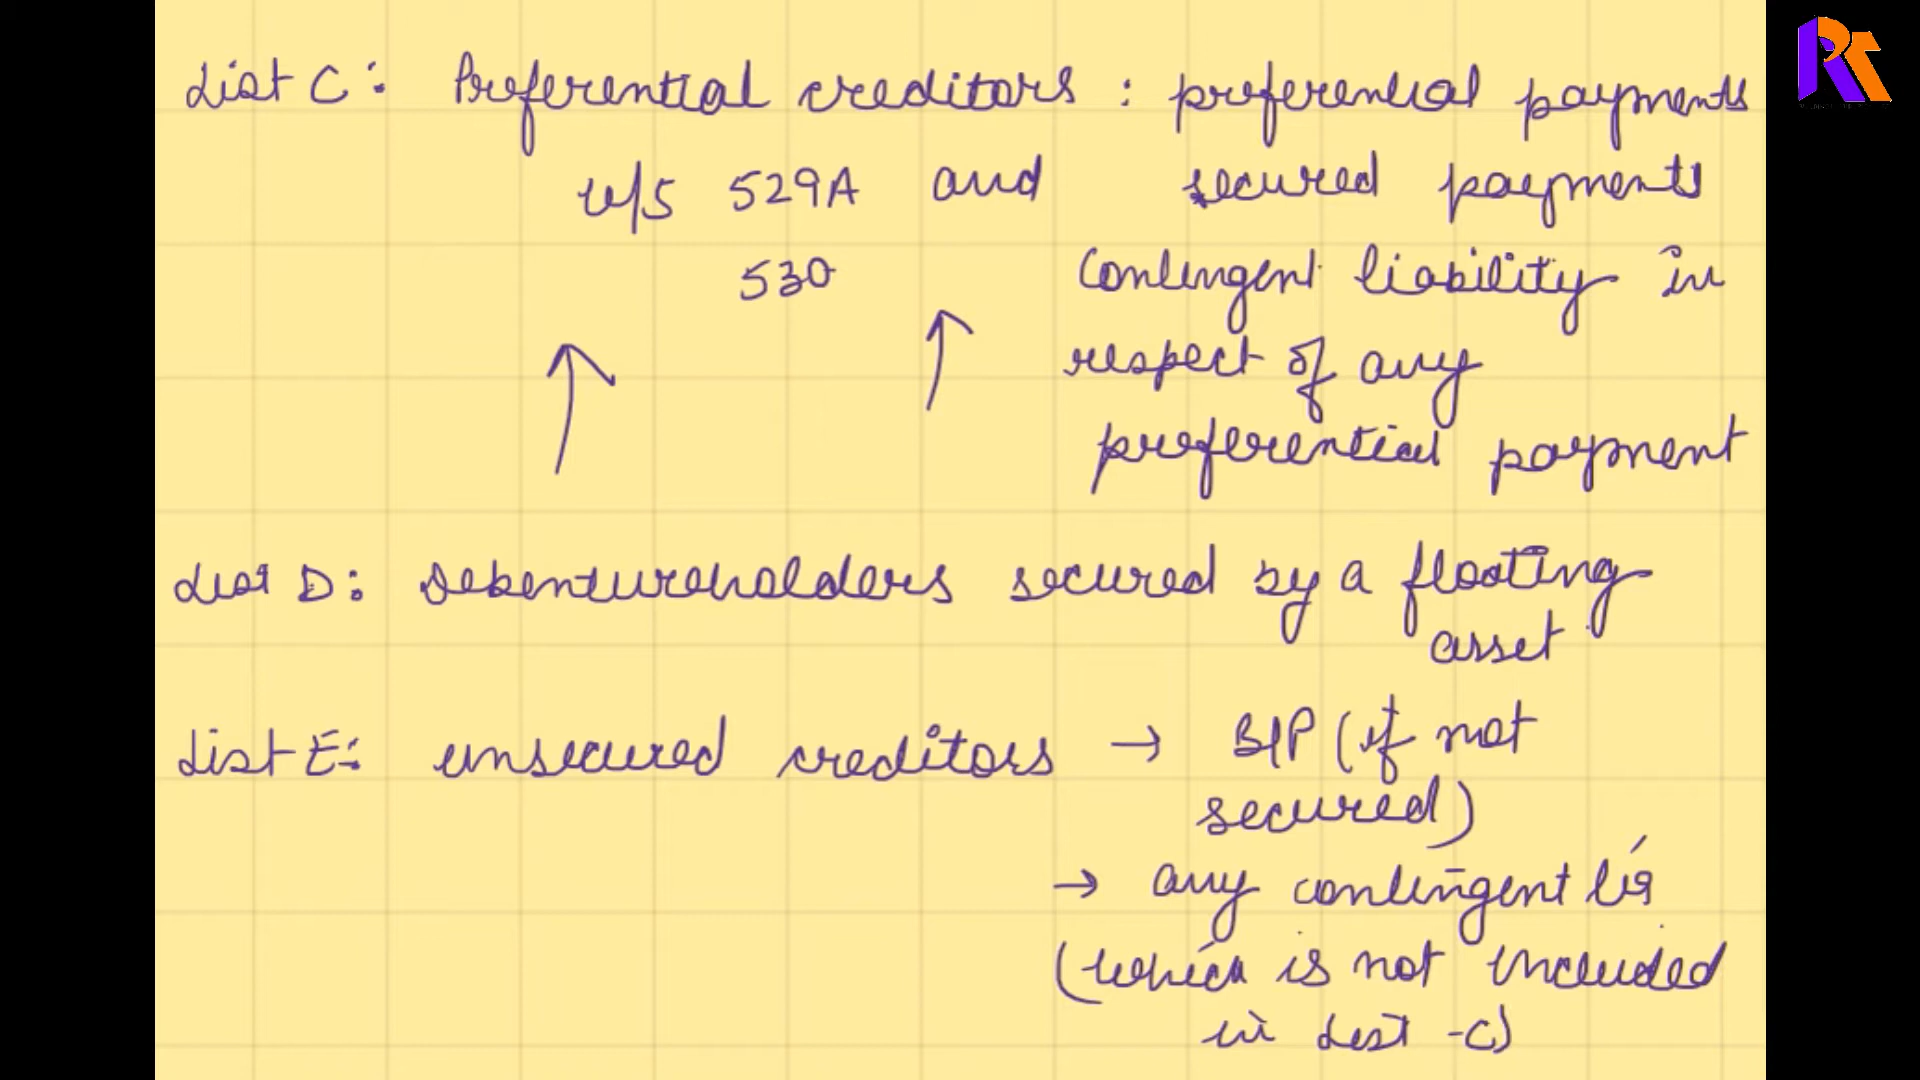 List C : Preferential creditors : preferential payments
u/s 529A and secured payments
530 Contingent liability in
respect of any
preferential payment
List D : Debentureholders secured by a floating
asset
List E : unsecured creditors → B/P (if not
secured)
→ any contingent lia
(which is not included
in List -C)